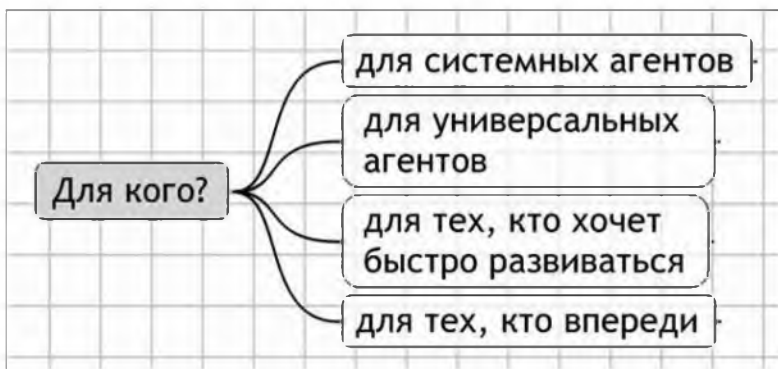 для системных агентов
для универсальных
агентов
Для кого?
для тех, кто хочет
быстро развиваться
для тех, кто впереди